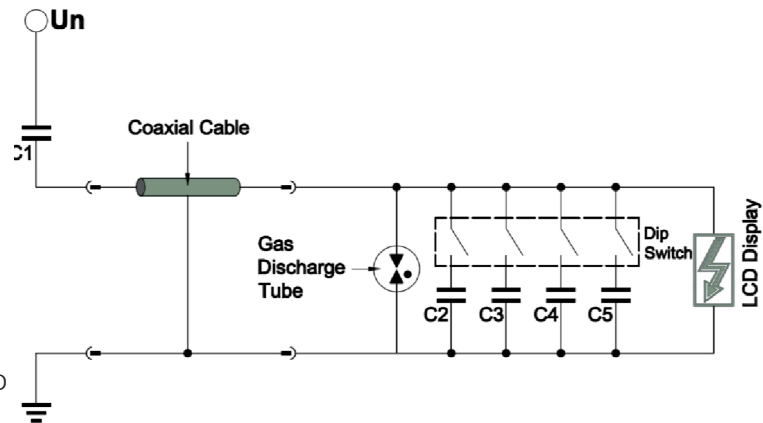 Un
C1
Coaxial Cable
Gas
Discharge
Tube
Dip
Switch
C2 C3 C4 C5
LCD Display